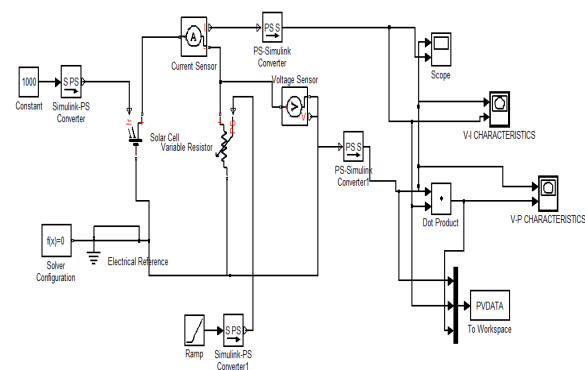 A
I
PS S
PS-Simulink
Converter
Current Sensor
Scope
1000
Constant
S PS
Simulink-PS
Converter
Voltage Sensor
V
V
V-I CHARACTERISTICS
Ir
Solar Cell
Variable Resistor
PS
PS S
PS-Simulink
Converter1
Dot Product
V-P CHARACTERISTICS
f(x)=0
Solver
Configuration
Electrical Reference
PVDATA
To Workspace
Ramp
S PS
Simulink-PS
Converter1